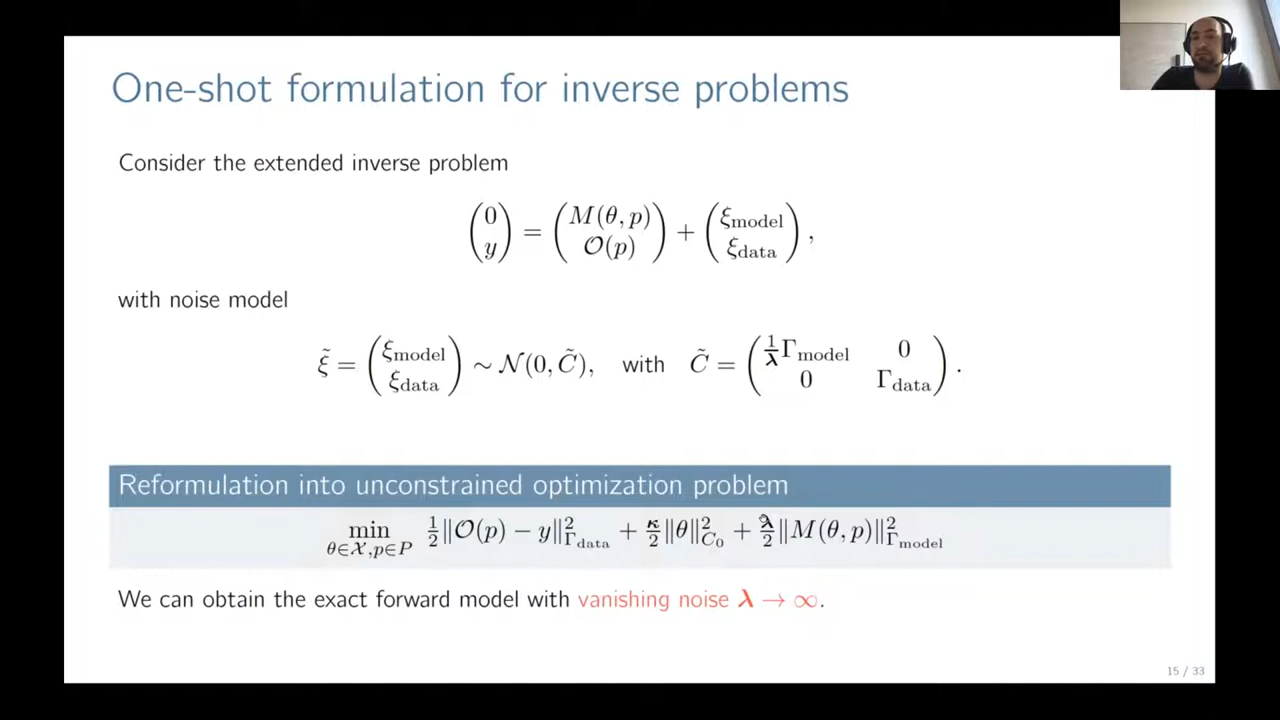 One-shot formulation for inverse problems
Consider the extended inverse problem
(0 y) = (M(θ, p) 𝒪(p)) + (ξ_model ξ_data),
with noise model
ξ̃ = (ξ_model ξ_data) ∼ 𝒩(0, C̃), with C̃ = (1/λ Γ_model 0 0 Γ_data).
Reformulation into unconstrained optimization problem
min_{θ∈𝒳, p∈P} 1/2‖𝒪(p) − y‖²_{Γ_data} + κ/2‖θ‖²_{C_0} + λ/2‖M(θ, p)‖²_{Γ_model}
We can obtain the exact forward model with vanishing noise λ → ∞.
15 / 33